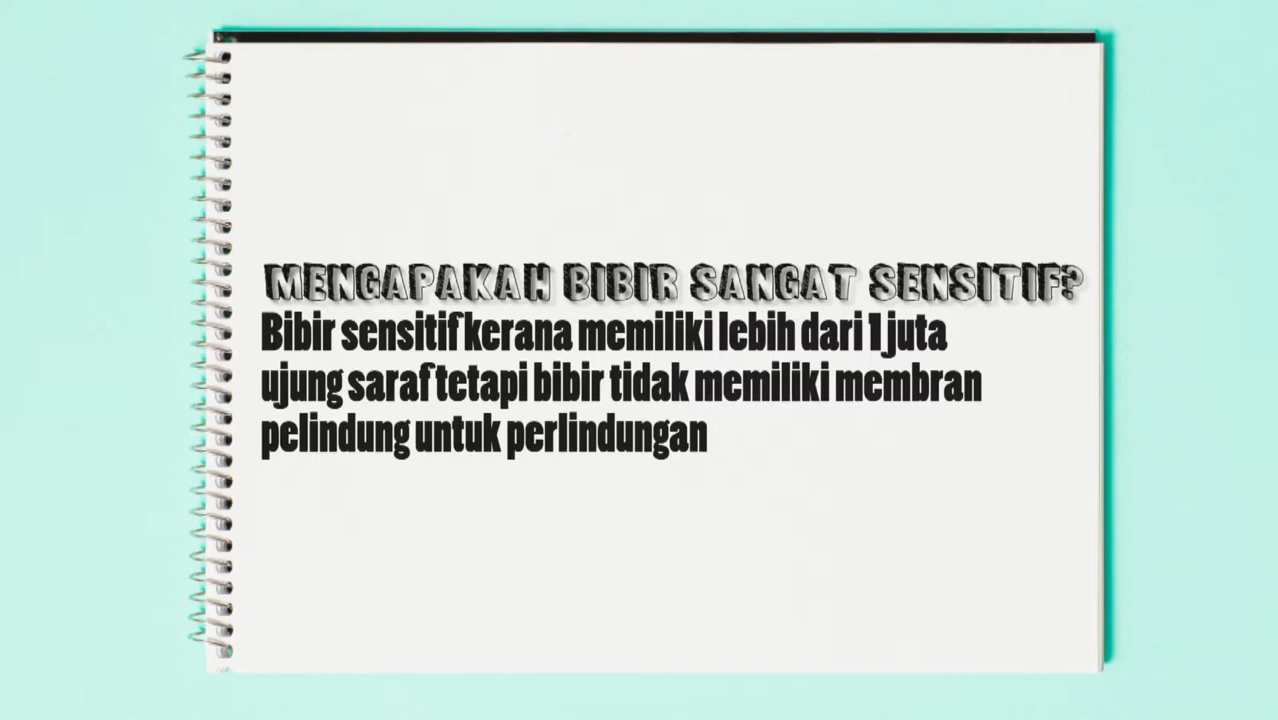 MENGAPAKAH BIBIR SANGAT SENSITIF?
Bibir sensitif kerana memiliki lebih dari 1 juta
ujung saraf tetapi bibir tidak memiliki membran
pelindung untuk perlindungan